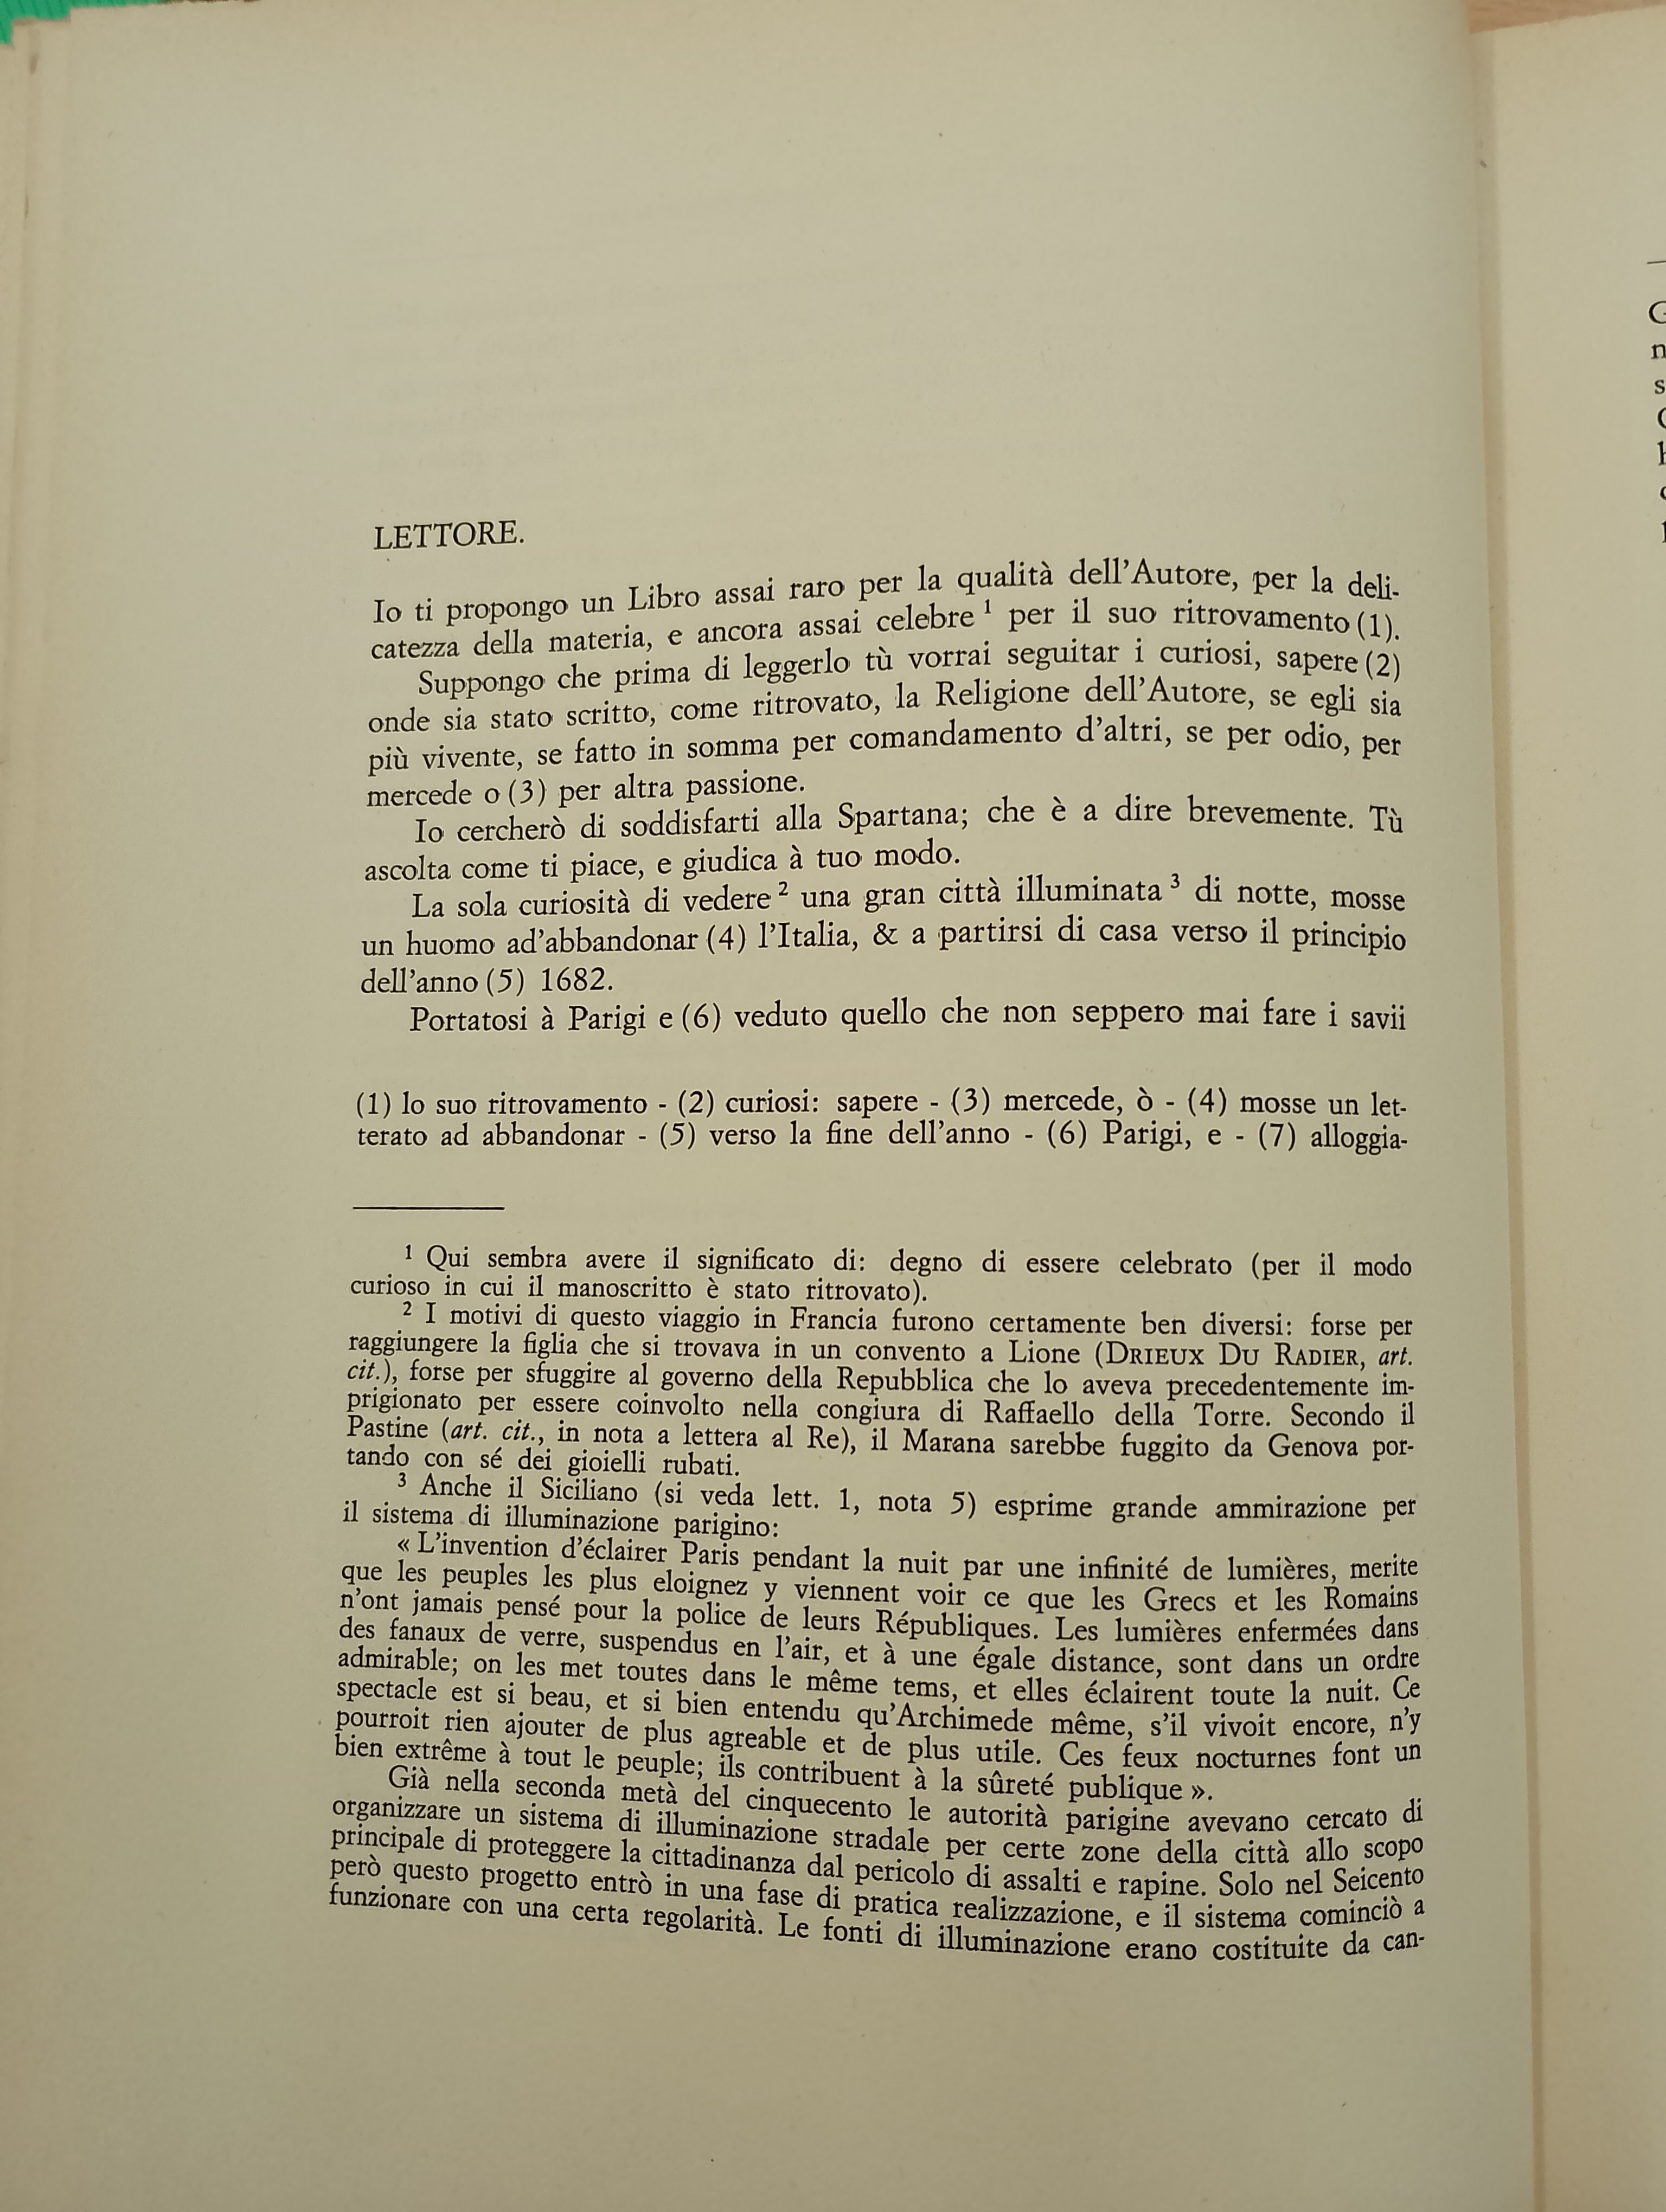 LETTORE.
Io ti propongo un Libro assai raro per la qualità dell'Autore, per la deli-
catezza della materia, e ancora assai celebre ¹ per il suo ritrovamento (1).
Suppongo che prima di leggerlo tù vorrai seguitar i curiosi, sapere (2)
onde sia stato scritto, come ritrovato, la Religione dell'Autore, se egli sia
più vivente, se fatto in somma per comandamento d'altri, se per odio, per
mercede o (3) per altra passione.
Io cercherò di soddisfarti alla Spartana; che è a dire brevemente. Tù
ascolta come ti piace, e giudica à tuo modo.
La sola curiosità di vedere ² una gran città illuminata ³ di notte, mosse
un huomo ad'abbandonar (4) l'Italia, & a partirsi di casa verso il principio
dell'anno (5) 1682.
Portatosi à Parigi e (6) veduto quello che non seppero mai fare i savii
(1) lo suo ritrovamento - (2) curiosi: sapere - (3) mercede, ò - (4) mosse un let-
terato ad abbandonar - (5) verso la fine dell'anno - (6) Parigi, e - (7) alloggia-
¹ Qui sembra avere il significato di: degno di essere celebrato (per il modo
curioso in cui il manoscritto è stato ritrovato).
² I motivi di questo viaggio in Francia furono certamente ben diversi: forse per
raggiungere la figlia che si trovava in un convento a Lione (DRIEUX DU RADIER, art.
cit.), forse per sfuggire al governo della Repubblica che lo aveva precedentemente im-
prigionato per essere coinvolto nella congiura di Raffaello della Torre. Secondo il
Pastine (art. cit., in nota a lettera al Re), il Marana sarebbe fuggito da Genova por-
tando con sé dei gioielli rubati.
³ Anche il Siciliano (si veda lett. 1, nota 5) esprime grande ammirazione per
il sistema di illuminazione parigino:
« L'invention d'éclairer Paris pendant la nuit par une infinité de lumières, merite
que les peuples les plus eloignez y viennent voir ce que les Grecs et les Romains
n'ont jamais pensé pour la police de leurs Républiques. Les lumières enfermées dans
des fanaux de verre, suspendus en l'air, et à une égale distance, sont dans un ordre
admirable; on les met toutes dans le même tems, et elles éclairent toute la nuit. Ce
spectacle est si beau, et si bien entendu qu'Archimede même, s'il vivoit encore, n'y
pourroit rien ajouter de plus agreable et de plus utile. Ces feux nocturnes font un
bien extrême à tout le peuple; ils contribuent à la sûreté publique ».
Già nella seconda metà del cinquecento le autorità parigine avevano cercato di
organizzare un sistema di illuminazione stradale per certe zone della città allo scopo
principale di proteggere la cittadinanza dal pericolo di assalti e rapine. Solo nel Seicento
però questo progetto entrò in una fase di pratica realizzazione, e il sistema cominciò a
funzionare con una certa regolarità. Le fonti di illuminazione erano costituite da can-